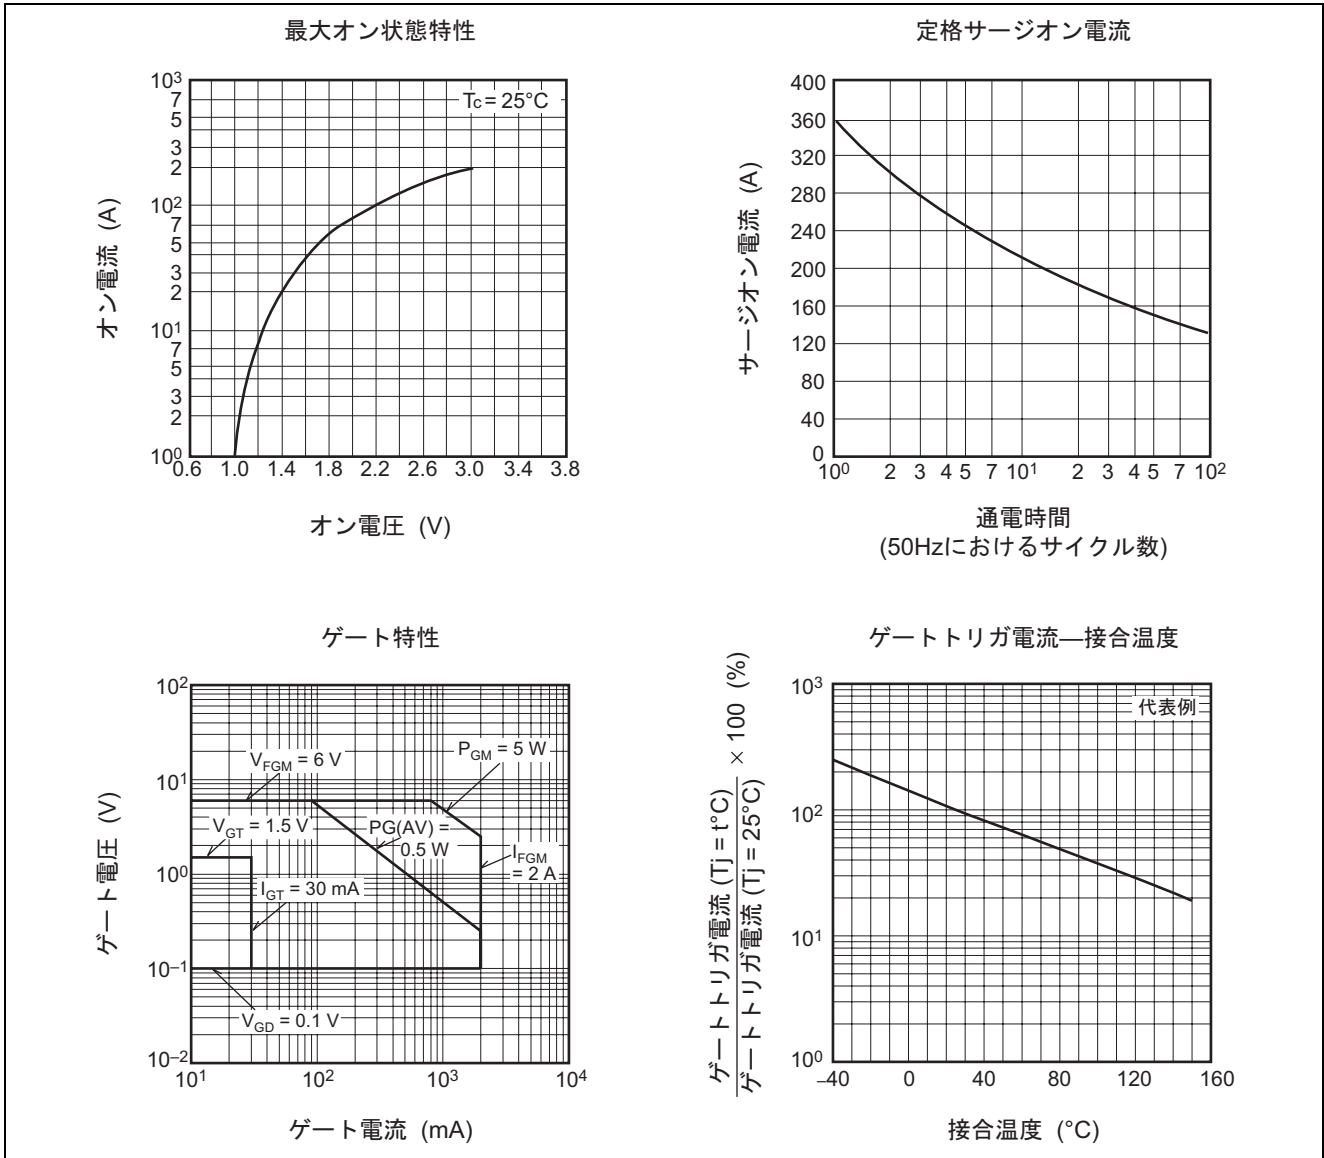 最大オン状態特性
10³
7
5
3
2
10²
7
5
3
2
10¹
7
5
3
2
10⁰
Tc = 25°C
0.6 1.0 1.4 1.8 2.2 2.6 3.0 3.4 3.8
オン電流 (A)
オン電圧 (V)
定格サージオン電流
400
360
320
280
240
200
160
120
80
40
0
10⁰ 2 3 4 5 7 10¹ 2 3 4 5 7 10²
サージオン電流 (A)
通電時間
(50Hzにおけるサイクル数)
ゲート特性
10²
10¹
10⁰
10–1
10–2
VFGM = 6 V
PGM = 5 W
VGT = 1.5 V
PG(AV) =
0.5 W
IFGM
= 2 A
IGT = 30 mA
VGD = 0.1 V
10¹ 10² 10³ 10⁴
ゲート電圧 (V)
ゲート電流 (mA)
ゲートトリガ電流—接合温度
10³
10²
10¹
10⁰
代表例
–40 0 40 80 120 160
ゲートトリガ電流 (Tj = t°C)
ゲートトリガ電流 (Tj = 25°C)
× 100 (%)
接合温度 (°C)